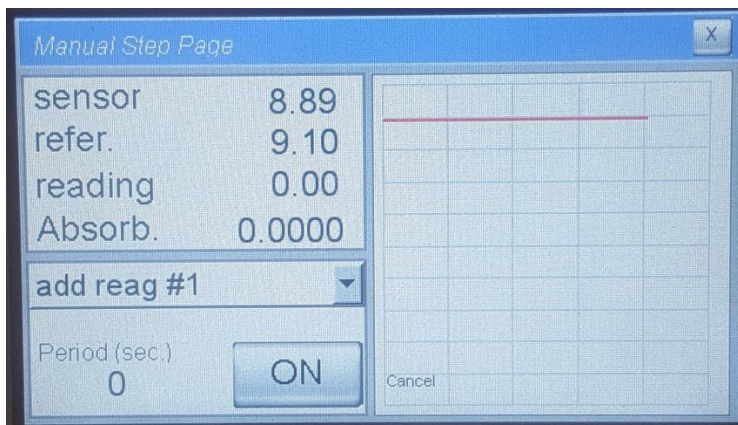 Manual Step Page X
sensor 8.89
refer. 9.10
reading 0.00
Absorb. 0.0000
add reag #1
Period (sec.)
0
ON
Cancel